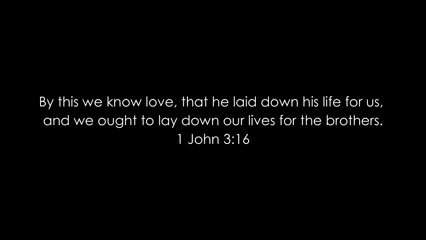 By this we know love, that he laid down his life for us,
and we ought to lay down our lives for the brothers.
1 John 3:16